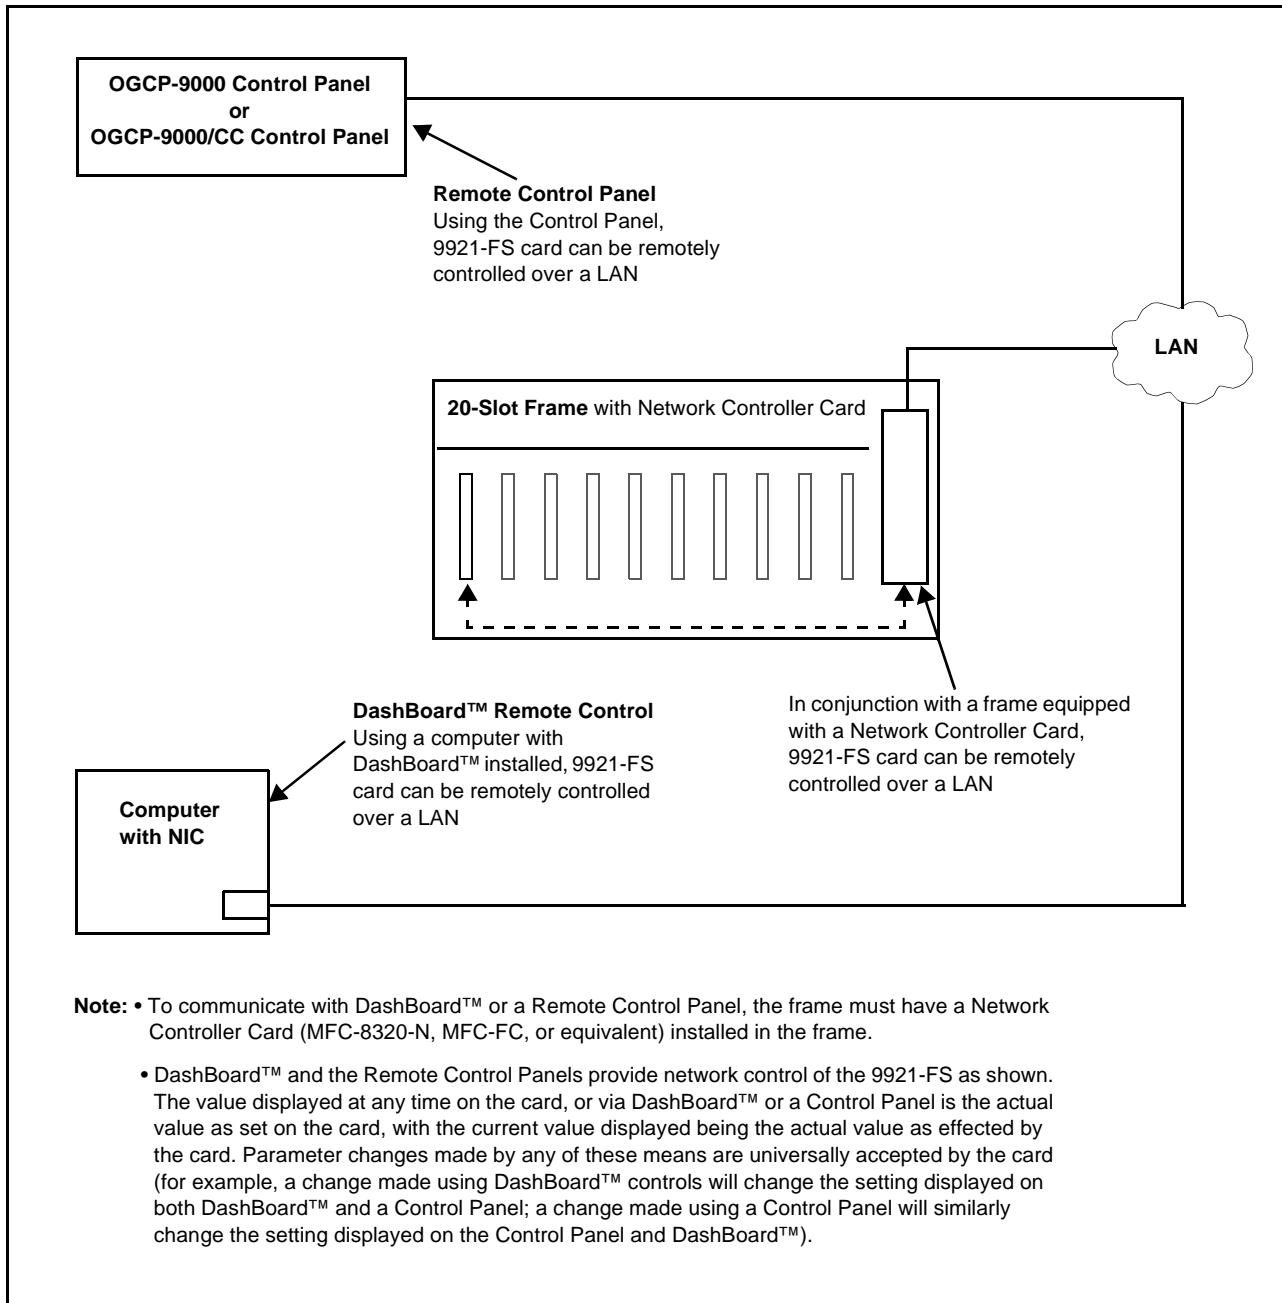 OGCP-9000 Control Panel
or
OGCP-9000/CC Control Panel
Remote Control Panel
Using the Control Panel,
9921-FS card can be remotely
controlled over a LAN
LAN
20-Slot Frame with Network Controller Card
DashBoard™ Remote Control
Using a computer with
DashBoard™ installed, 9921-FS
card can be remotely controlled
over a LAN
In conjunction with a frame equipped
with a Network Controller Card,
9921-FS card can be remotely
controlled over a LAN
Computer
with NIC
Note: • To communicate with DashBoard™ or a Remote Control Panel, the frame must have a Network
Controller Card (MFC-8320-N, MFC-FC, or equivalent) installed in the frame.
• DashBoard™ and the Remote Control Panels provide network control of the 9921-FS as shown.
The value displayed at any time on the card, or via DashBoard™ or a Control Panel is the actual
value as set on the card, with the current value displayed being the actual value as effected by
the card. Parameter changes made by any of these means are universally accepted by the card
(for example, a change made using DashBoard™ controls will change the setting displayed on
both DashBoard™ and a Control Panel; a change made using a Control Panel will similarly
change the setting displayed on the Control Panel and DashBoard™).